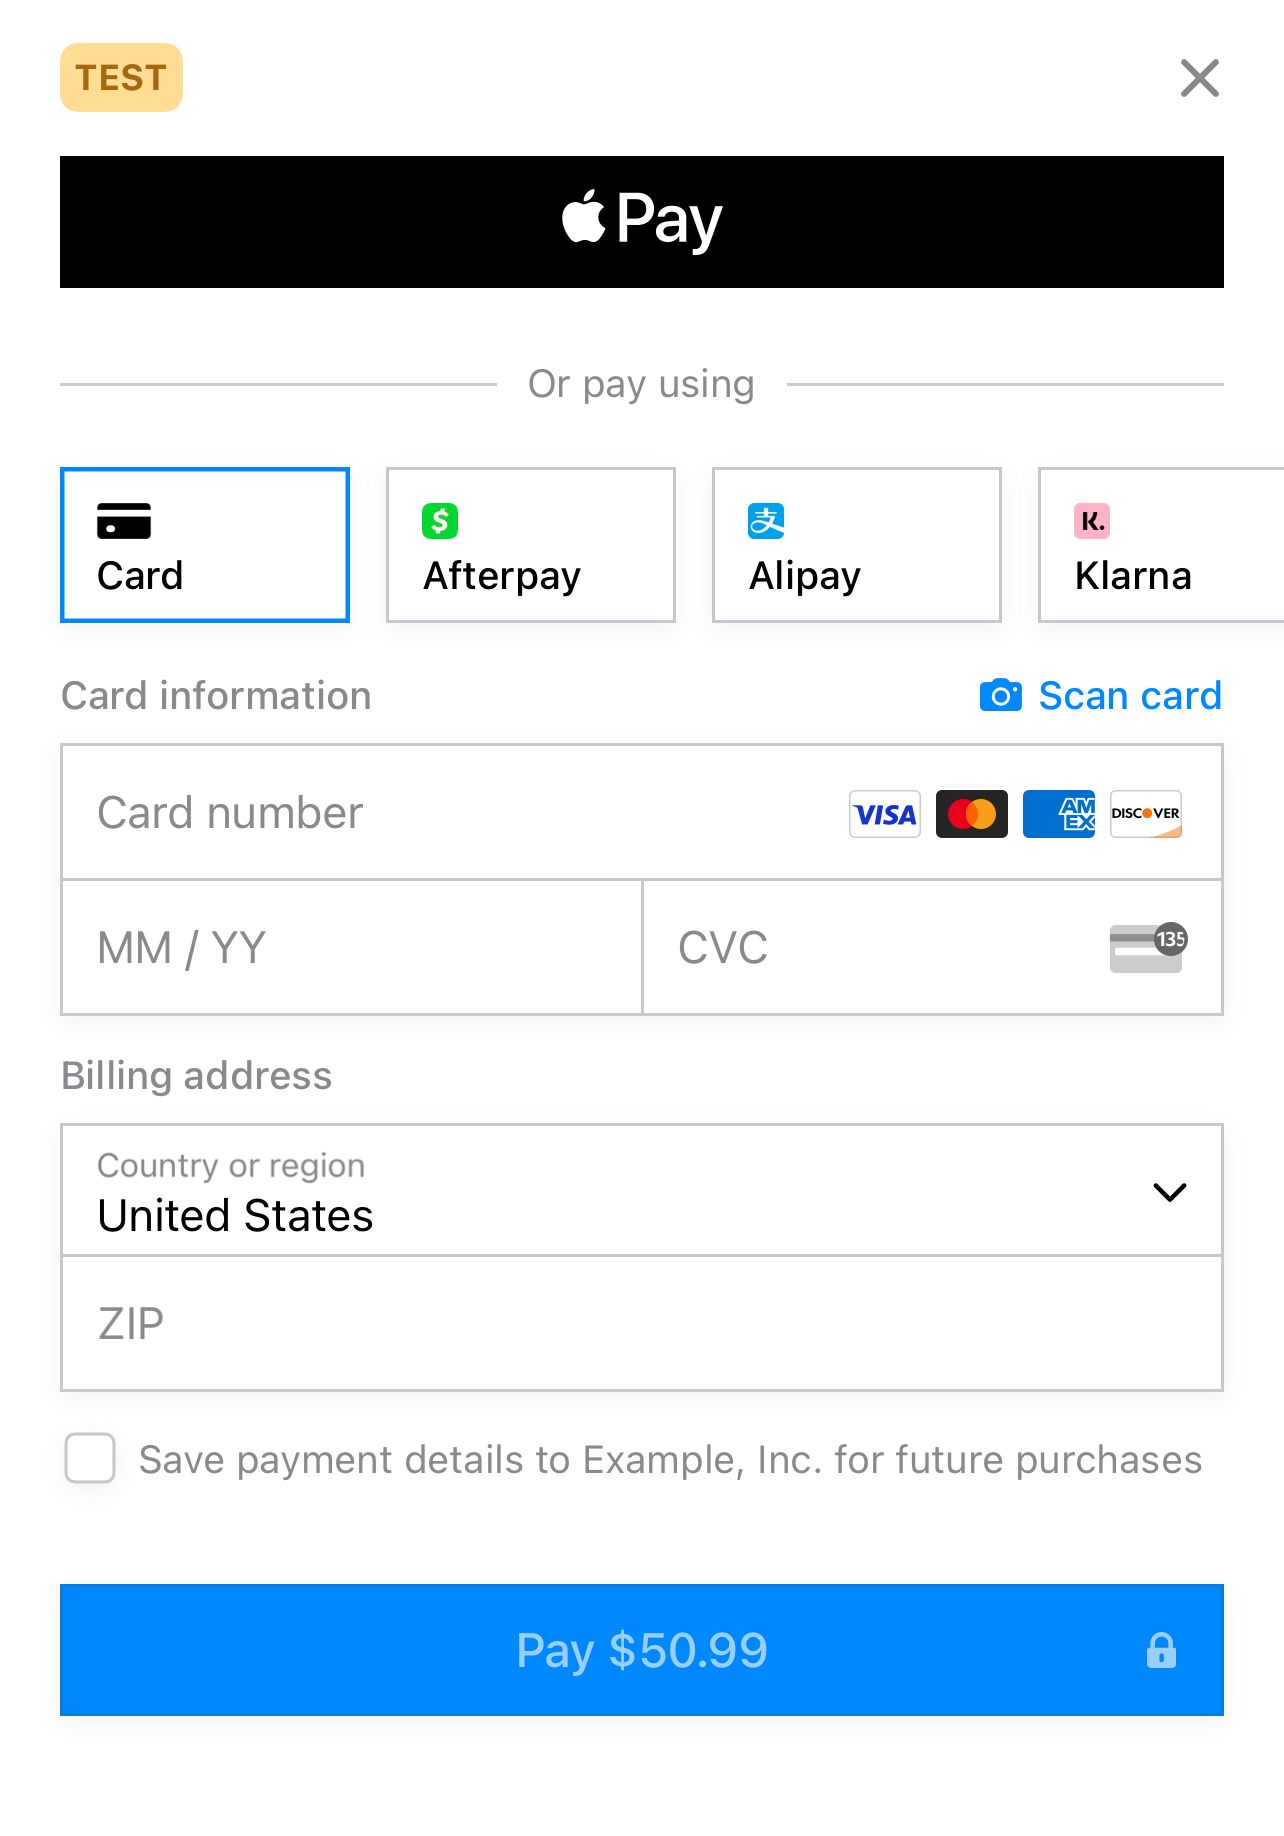 TEST
Pay
Or pay using
$ 支 K.
Card Afterpay Alipay Klarna
Card information Scan card
Card number VISA AM EX DISCOVER
MM / YY CVC 135
Billing address
Country or region
United States
ZIP
Save payment details to Example, Inc. for future purchases
Pay $50.99